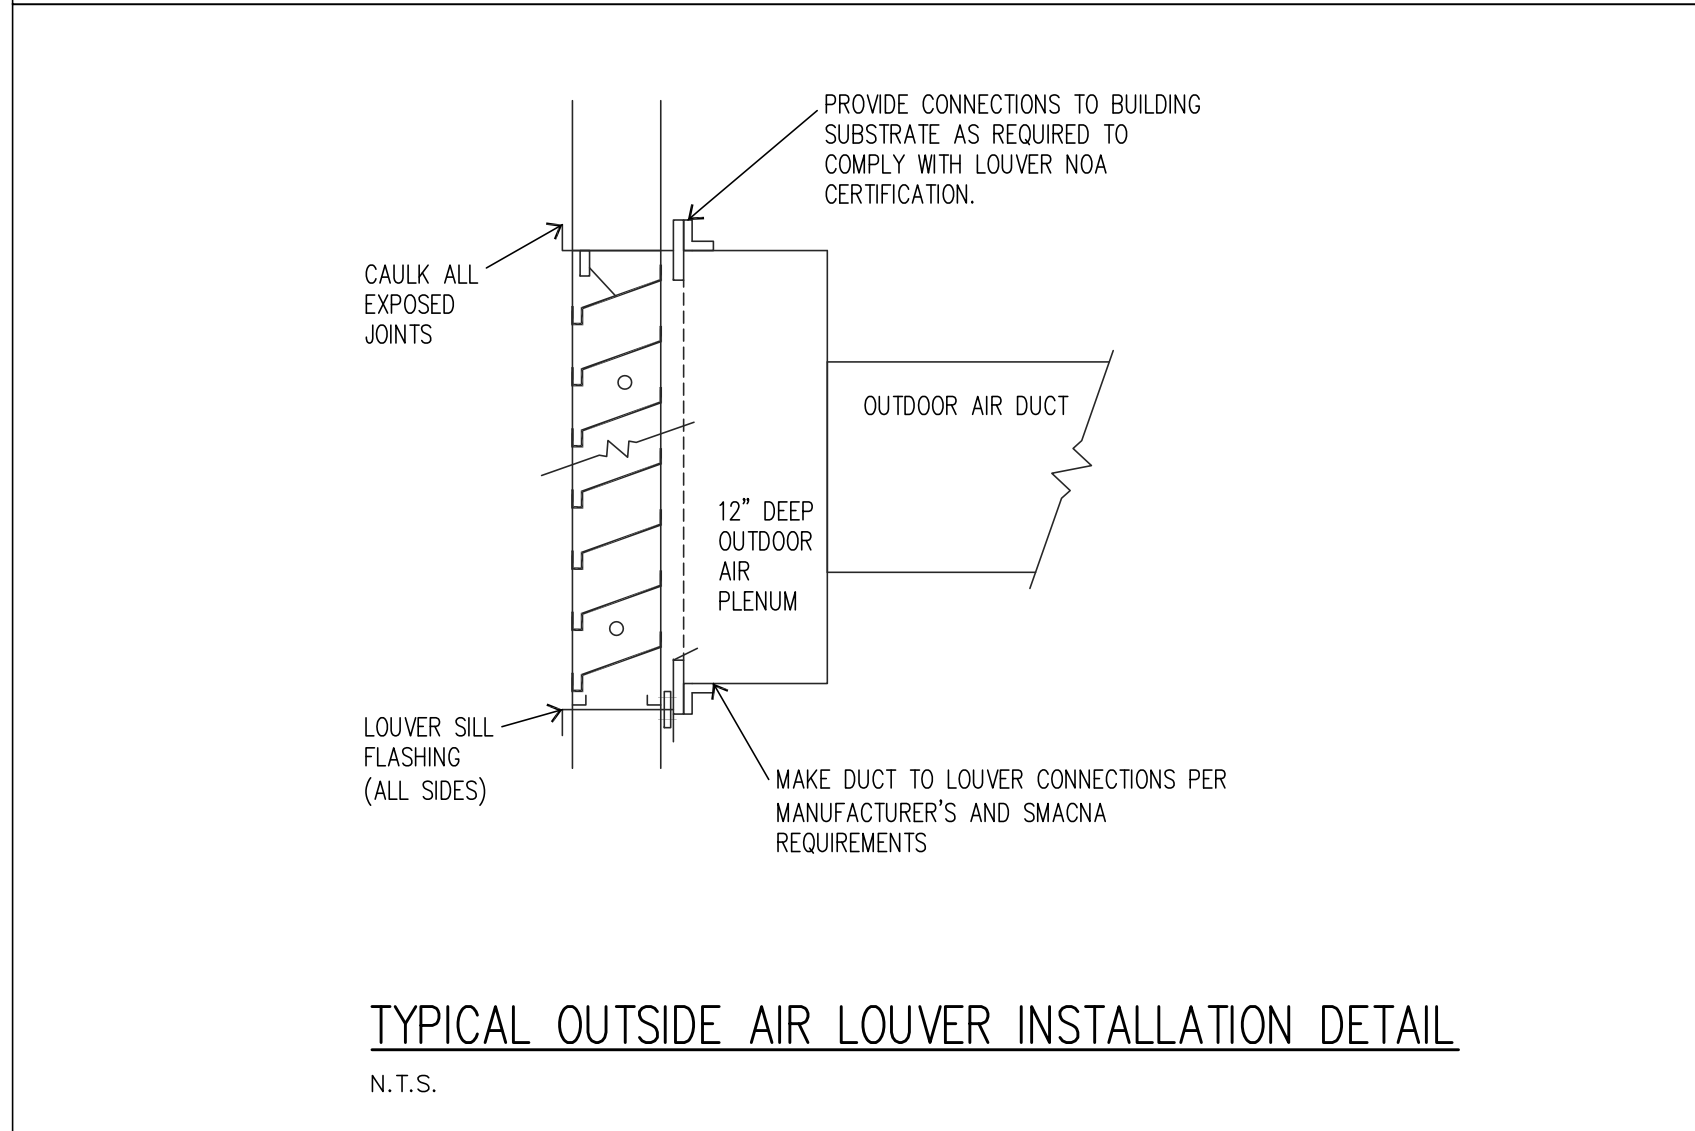 PROVIDE CONNECTIONS TO BUILDING
SUBSTRATE AS REQUIRED TO
COMPLY WITH LOUVER NOA
CERTIFICATION.
CAULK ALL
EXPOSED
JOINTS
OUTDOOR AIR DUCT
12" DEEP
OUTDOOR
AIR
PLENUM
LOUVER SILL
FLASHING
(ALL SIDES)
MAKE DUCT TO LOUVER CONNECTIONS PER
MANUFACTURER'S AND SMACNA
REQUIREMENTS
TYPICAL OUTSIDE AIR LOUVER INSTALLATION DETAIL
N.T.S.